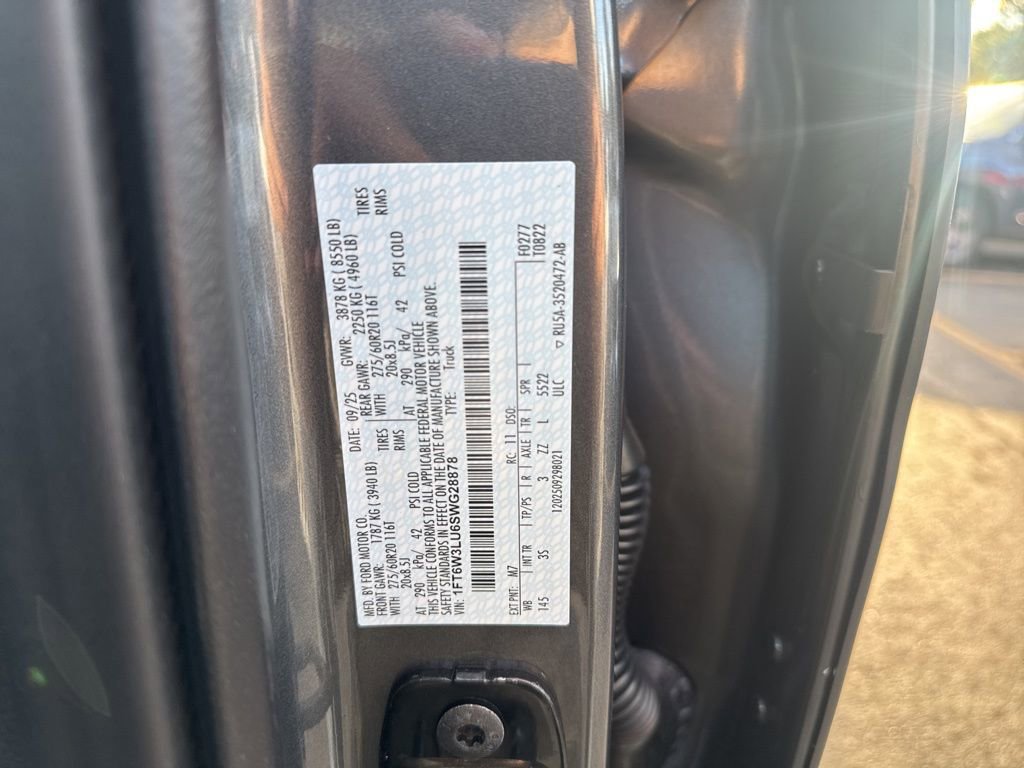 MFD. BY FORD MOTOR CO.
DATE: 09/25 GVWR: 3878 KG ( 8550 LB)
FRONT GAWR: 1787 KG ( 3940 LB) REAR GAWR: 2250 KG ( 4960 LB)
WITH 275/60R20 116T TIRES WITH 275/60R20 116T TIRES
20x8.5J RIMS 20x8.5J RIMS
AT 290 kPa/ 42 PSI COLD AT 290 kPa/ 42 PSI COLD
THIS VEHICLE CONFORMS TO ALL APPLICABLE FEDERAL MOTOR VEHICLE
SAFETY STANDARDS IN EFFECT ON THE DATE OF MANUFACTURE SHOWN ABOVE.
VIN: 1FT6W3LU6SWG28878 TYPE: Truck
EXT PNT: M7 RC: 11 DSO: F0277
WB INT TR TP/PS R AXLE TR SPR T0822
145 3S 3 ZZ L 5522
1202509298021 ULC ▽ RU5A-3520472-AB